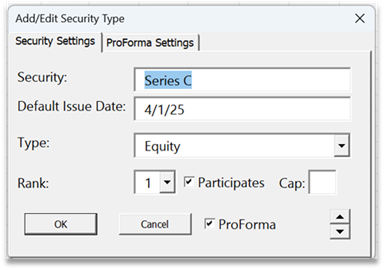 Add/Edit Security Type
Security Settings ProForma Settings
Security: Series C
Default Issue Date: 4/1/25
Type: Equity
Rank: 1 Participates Cap:
OK Cancel ProForma